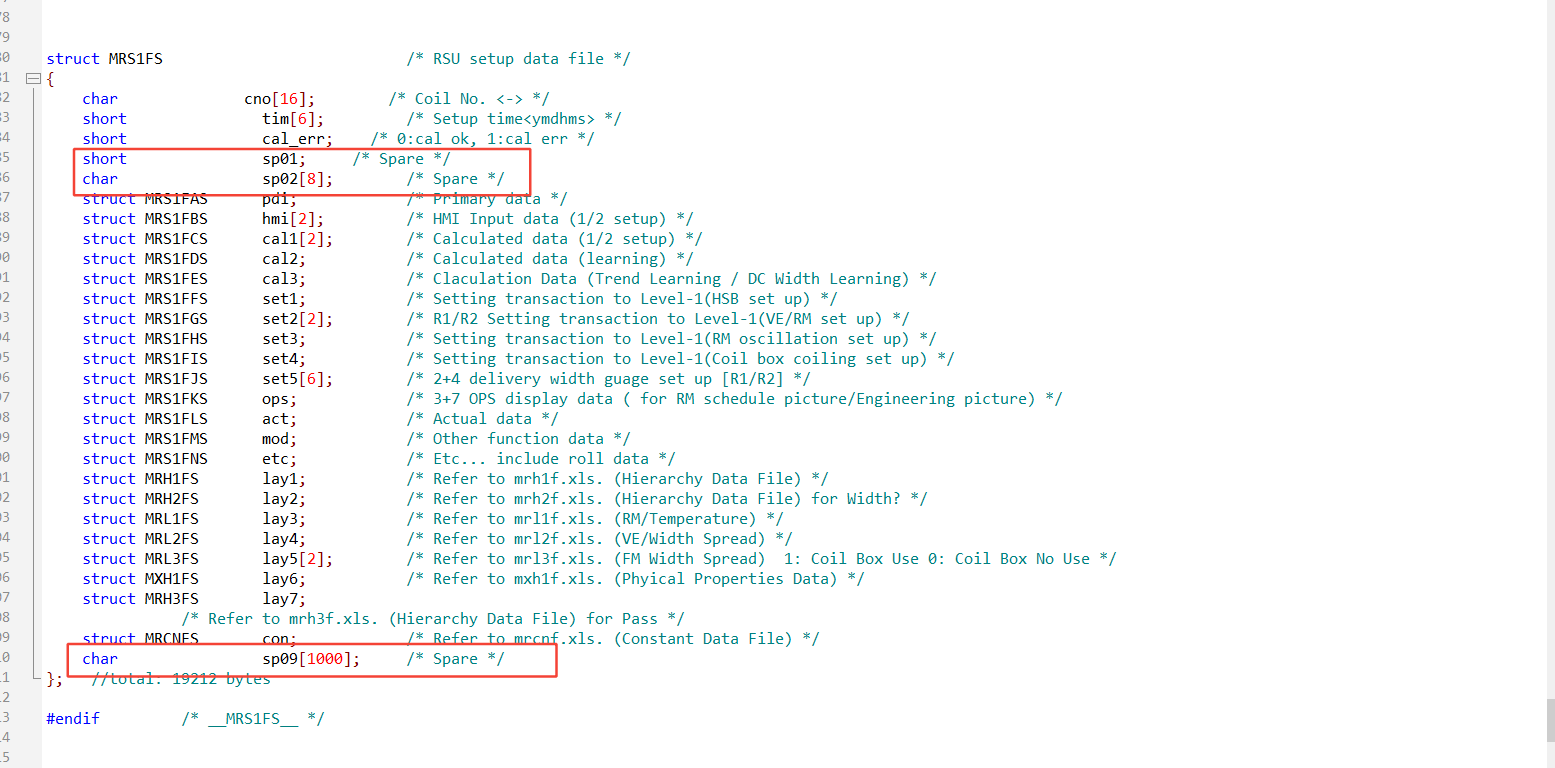 78
79
80 struct MRS1FS /* RSU setup data file */
81 {
82 char cno[16]; /* Coil No. <-> */
83 short tim[6]; /* Setup time<ymdhms> */
84 short cal_err; /* 0:cal ok, 1:cal err */
85 short sp01; /* Spare */
86 char sp02[8]; /* Spare */
87 struct MRS1FAS pdi; /* Primary data */
88 struct MRS1FBS hmi[2]; /* HMI Input data (1/2 setup) */
89 struct MRS1FCS cal1[2]; /* Calculated data (1/2 setup) */
90 struct MRS1FDS cal2; /* Calculated data (learning) */
91 struct MRS1FES cal3; /* Claculation Data (Trend Learning / DC Width Learning) */
92 struct MRS1FFS set1; /* Setting transaction to Level-1(HSB set up) */
93 struct MRS1FGS set2[2]; /* R1/R2 Setting transaction to Level-1(VE/RM set up) */
94 struct MRS1FHS set3; /* Setting transaction to Level-1(RM oscillation set up) */
95 struct MRS1FIS set4; /* Setting transaction to Level-1(Coil box coiling set up) */
96 struct MRS1FJS set5[6]; /* 2+4 delivery width guage set up [R1/R2] */
97 struct MRS1FKS ops; /* 3+7 OPS display data ( for RM schedule picture/Engineering picture) */
98 struct MRS1FLS act; /* Actual data */
99 struct MRS1FMS mod; /* Other function data */
00 struct MRS1FNS etc; /* Etc... include roll data */
01 struct MRH1FS lay1; /* Refer to mrh1f.xls. (Hierarchy Data File) */
02 struct MRH2FS lay2; /* Refer to mrh2f.xls. (Hierarchy Data File) for Width? */
03 struct MRL1FS lay3; /* Refer to mrl1f.xls. (RM/Temperature) */
04 struct MRL2FS lay4; /* Refer to mrl2f.xls. (VE/Width Spread) */
05 struct MRL3FS lay5[2]; /* Refer to mrl3f.xls. (FM Width Spread) 1: Coil Box Use 0: Coil Box No Use */
06 struct MXH1FS lay6; /* Refer to mxh1f.xls. (Phyical Properties Data) */
07 struct MRH3FS lay7;
08 /* Refer to mrh3f.xls. (Hierarchy Data File) for Pass */
09 struct MRCNFS con; /* Refer to mrcnf.xls. (Constant Data File) */
10 char sp09[1000]; /* Spare */
11 }; //total: 19212 bytes
12
13 #endif /* __MRS1FS__ */
14
15